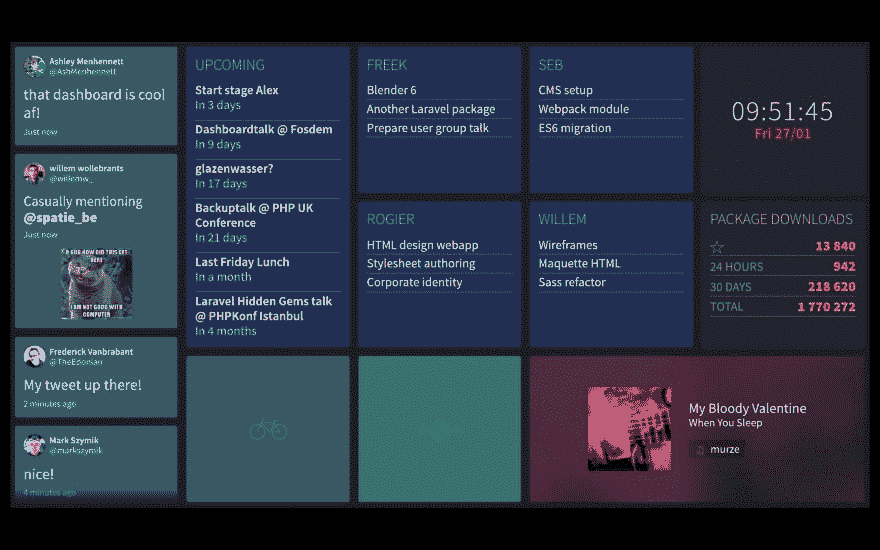 Ashley Menhennett
@AshMenhennett
that dashboard is cool
af!
Just now
willem wollebrants
@willemw_
Casually mentioning
@spatie_be
Just now
I AM NOT GOOD WITH
COMPUTER
Frederick Vanbrabant
2 minutes ago
My tweet up there!
Mark Szymik
@markszymik
nice!
4 minutes ago
UPCOMING
Start stage Alex
In 3 days
Dashboardtalk @ Fosdem
In 9 days
glazenwasser?
In 17 days
Backuptalk @ PHP UK
Conference
In 21 days
Last Friday Lunch
In a month
Laravel Hidden Gems talk
@ PHPKonf Istanbul
In 4 months
FREEK
Blender 6
Another Laravel package
Prepare user group talk
SEB
CMS setup
Webpack module
ES6 migration
09:51:45
Fri 27/01
ROGIER
HTML design webapp
Stylesheet authoring
Corporate identity
WILLEM
Wireframes
Maquette HTML
Sass refactor
PACKAGE DOWNLOADS
13 840
24 HOURS 942
30 DAYS 218 620
TOTAL 1 770 272
My Bloody Valentine
When You Sleep
murze